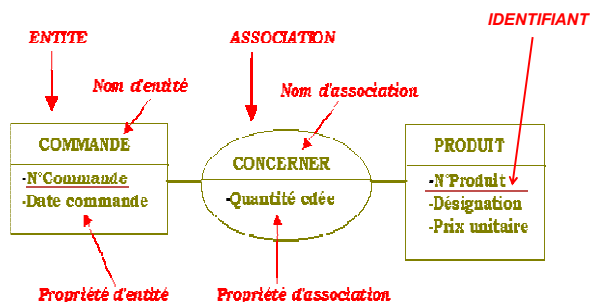 IDENTIFIANT
ENTITE
ASSOCIATION
Nom d'entité
Nom d'association
COMMANDE
-N°Commande
-Date commande
CONCERNER
-Quantité cdée
PRODUIT
-N°Produit
-Désignation
-Prix unitaire
Propriété d'entité
Propriété d'association